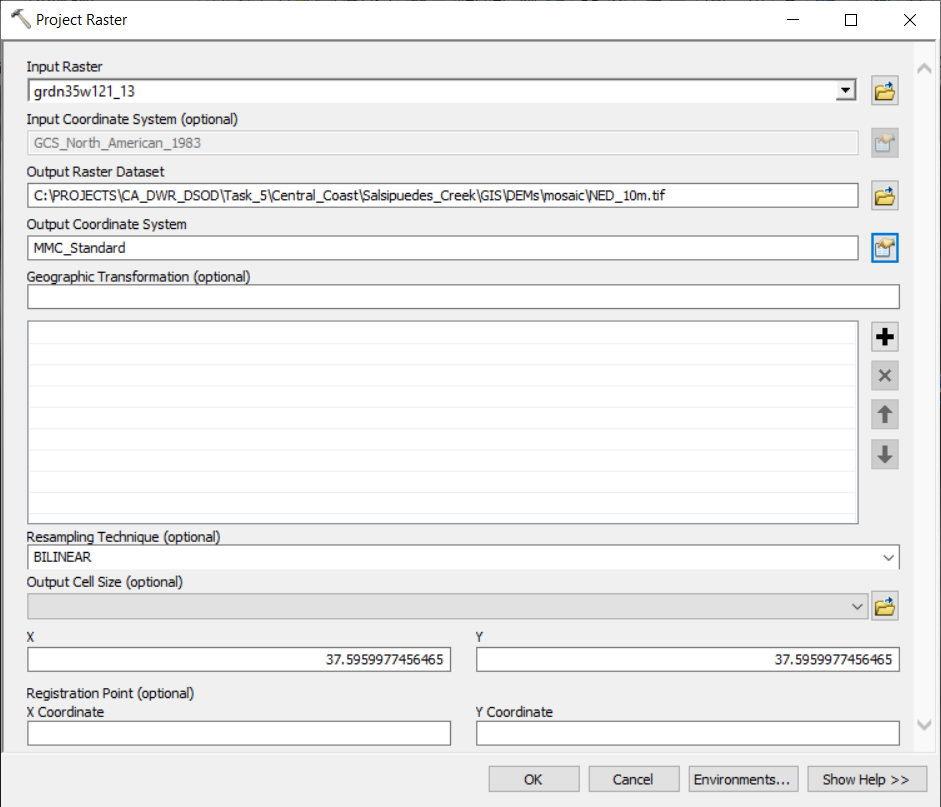 Project Raster
Input Raster
grdn35w121_13
Input Coordinate System (optional)
GCS_North_American_1983
Output Raster Dataset
C:\PROJECTS\CA_DWR_DSOD\Task_5\Central_Coast\Salsipuedes_Creek\GIS\DEMs\mosaic\NED_10m.tif
Output Coordinate System
MMC_Standard
Geographic Transformation (optional)
Resampling Technique (optional)
BILINEAR
Output Cell Size (optional)
X Y
37.5959977456465 37.5959977456465
Registration Point (optional)
X Coordinate Y Coordinate
OK Cancel Environments... Show Help >>